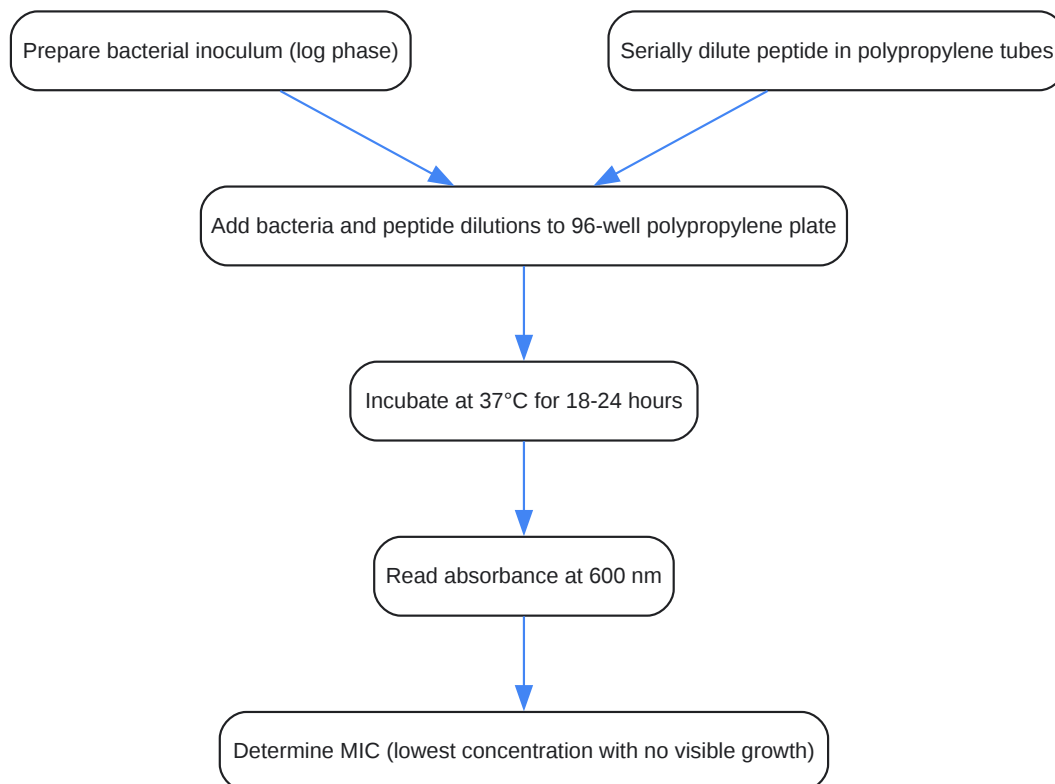 Prepare bacterial inoculum (log phase)
Serially dilute peptide in polypropylene tubes
Add bacteria and peptide dilutions to 96-well polypropylene plate
Incubate at 37°C for 18-24 hours
Read absorbance at 600 nm
Determine MIC (lowest concentration with no visible growth)